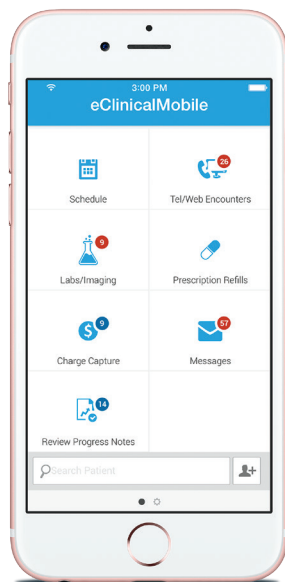 3:00 PM
eClinicalMobile
26
Schedule
Tel/Web Encounters
9
Labs/Imaging
Prescription Refills
$ 9
57
Charge Capture
Messages
14
Review Progress Notes
Search Patient